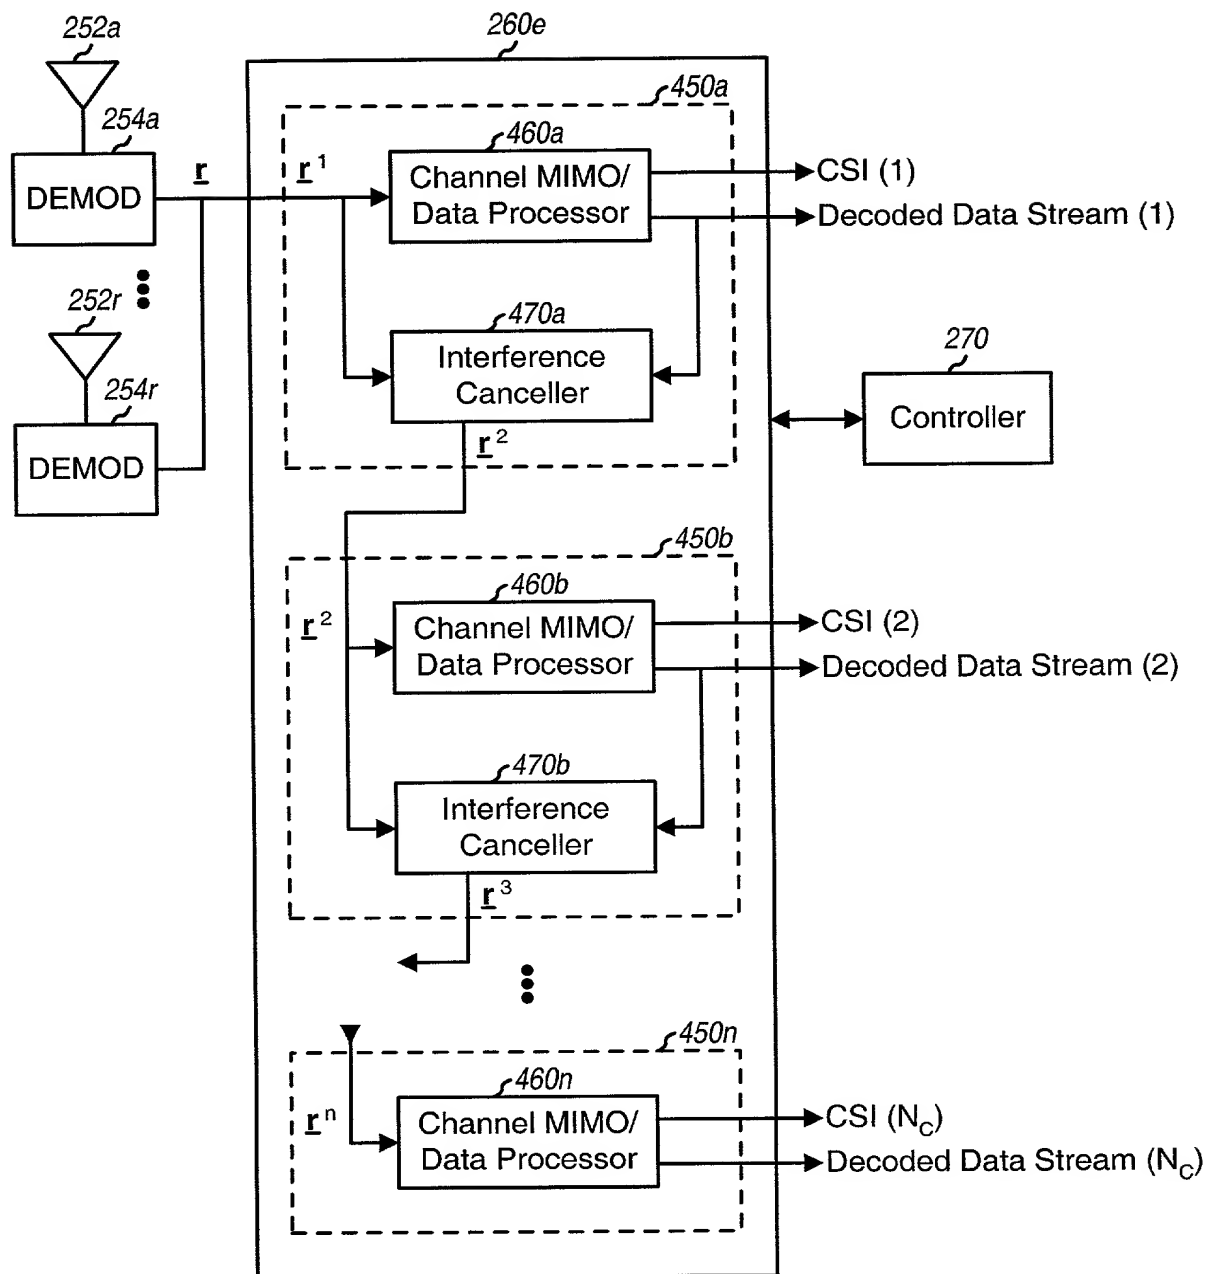 252a
260e
450a
254a
460a
r
r 1
Channel MIMO/
Data Processor
CSI (1)
DEMOD
Decoded Data Stream (1)
252r
470a
Interference
Canceller
270
Controller
254r
r 2
DEMOD
450b
460b
r 2
Channel MIMO/
Data Processor
CSI (2)
Decoded Data Stream (2)
470b
Interference
Canceller
r 3
450n
460n
r n
Channel MIMO/
Data Processor
CSI (NC)
Decoded Data Stream (NC)